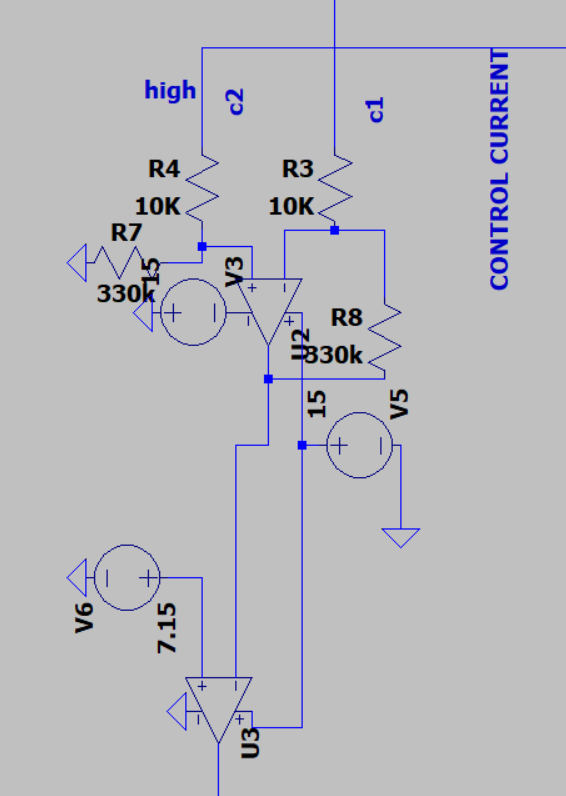 high
c2
c1
CONTROL CURRENT
R4
10K
R3
10K
R7
330k
15
V3
U2
R8
330k
15
V5
V6
7.15
U3